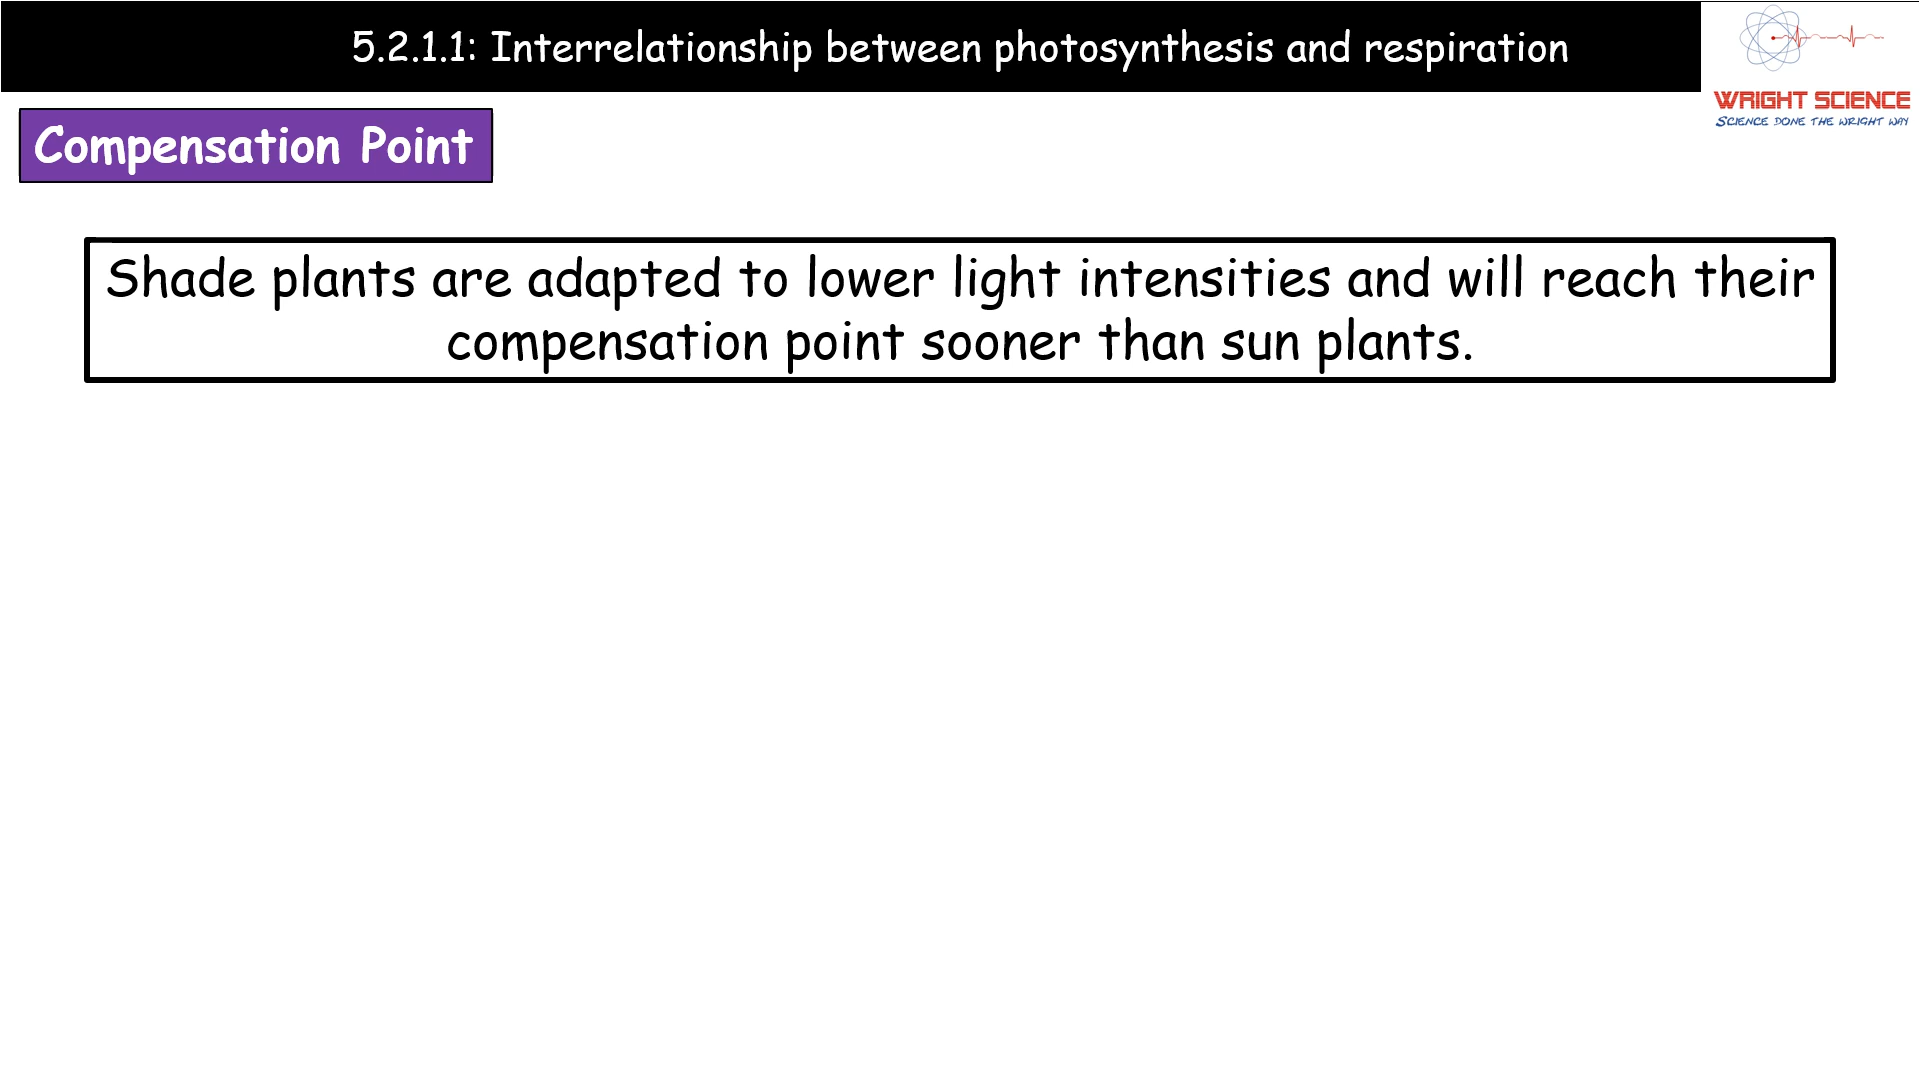 5.2.1.1: Interrelationship between photosynthesis and respiration
WRIGHT SCIENCE
SCIENCE DONE THE WRIGHT WAY
Compensation Point
Shade plants are adapted to lower light intensities and will reach their
compensation point sooner than sun plants.